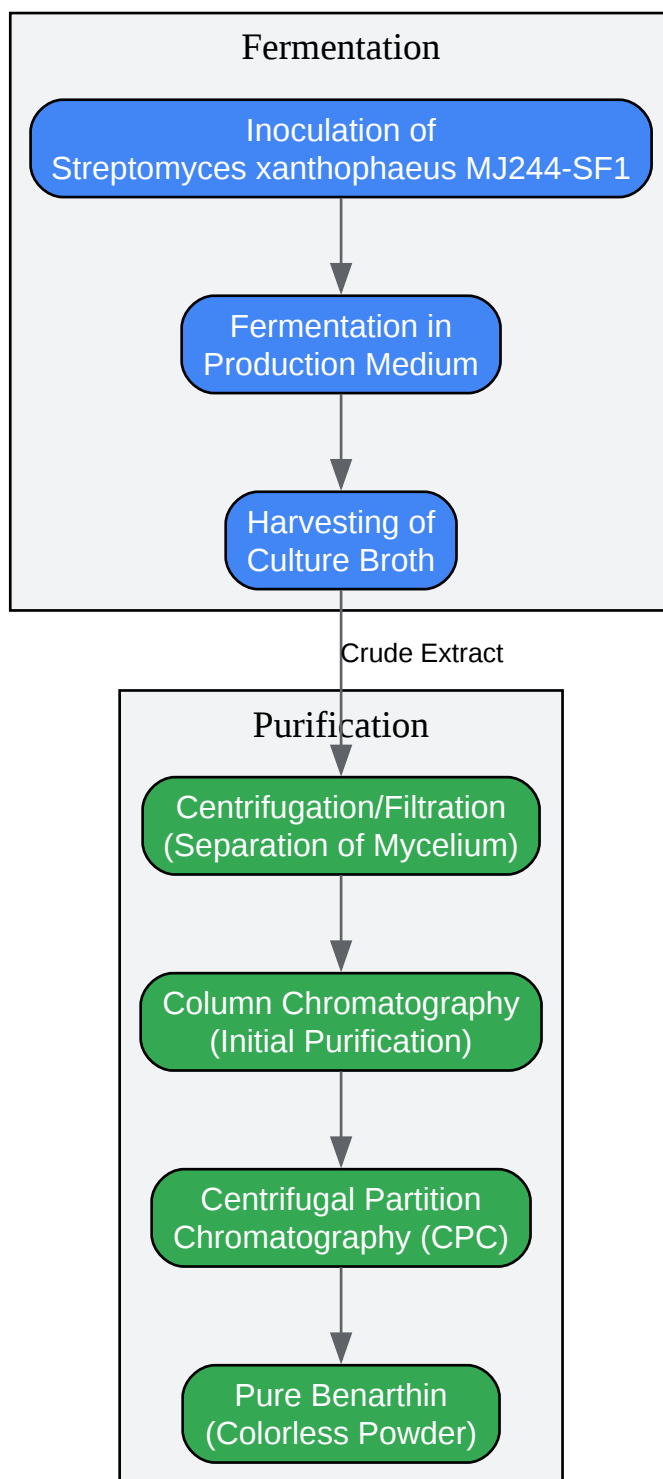 Fermentation
Inoculation of
Streptomyces xanthophaeus MJ244-SF1
Fermentation in
Production Medium
Harvesting of
Culture Broth
Crude Extract
Purification
Centrifugation/Filtration
(Separation of Mycelium)
Column Chromatography
(Initial Purification)
Centrifugal Partition
Chromatography (CPC)
Pure Benarthin
(Colorless Powder)